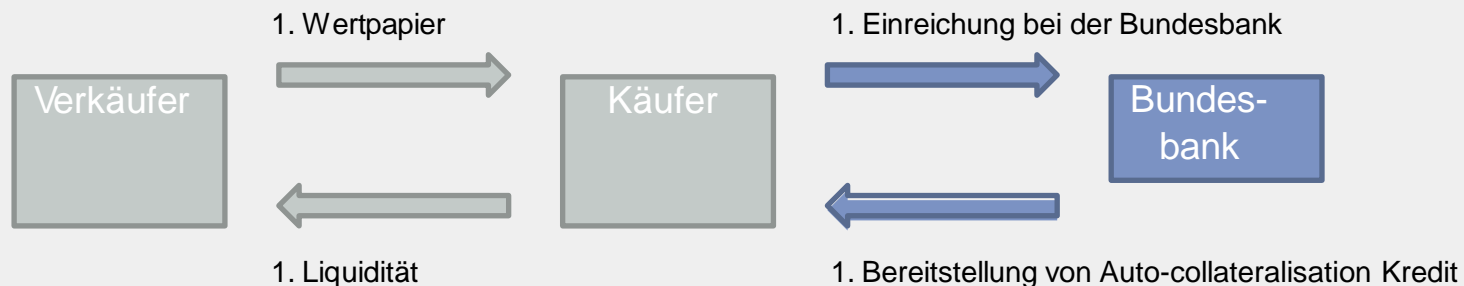 1. Wertpapier
1. Einreichung bei der Bundesbank
Verkäufer
Käufer
Bundes-
bank
1. Liquidität
1. Bereitstellung von Auto-collateralisation Kredit